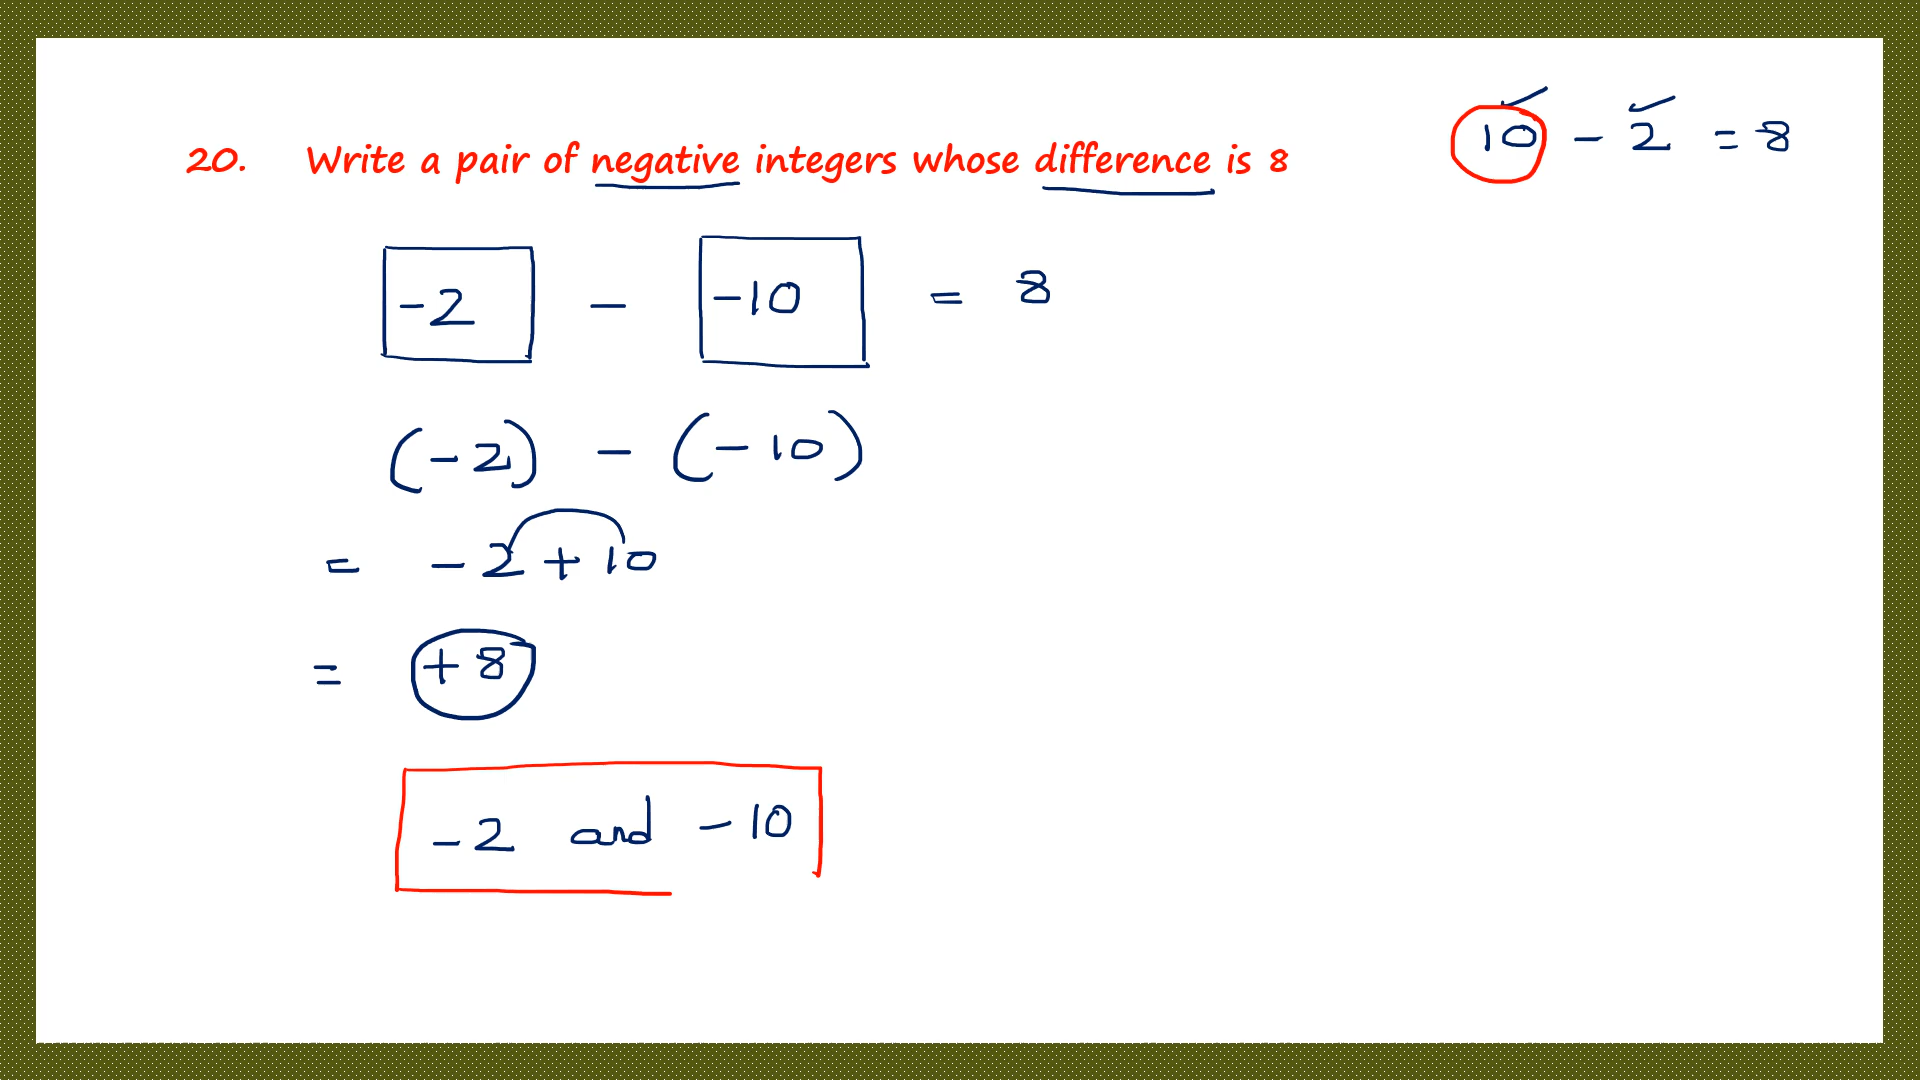 10 - 2 = 8
20. Write a pair of negative integers whose difference is 8
-2 - -10 = 8
(-2) - (-10)
= -2 + 10
= +8
-2 and -10